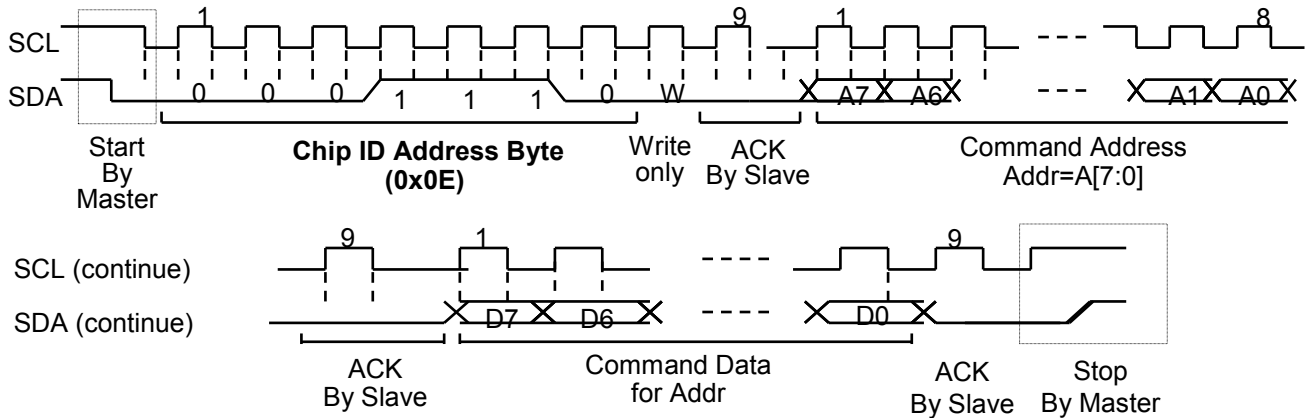 1 9 1 8
SCL
SDA 0 0 0 1 1 1 0 W A7 A6 A1 A0
Start
By
Master
Chip ID Address Byte
(0x0E)
Write
only
ACK
By Slave
Command Address
Addr=A[7:0]
9 1 9
SCL (continue)
SDA (continue) D7 D6 D0
ACK
By Slave
Command Data
for Addr
ACK
By Slave
Stop
By Master